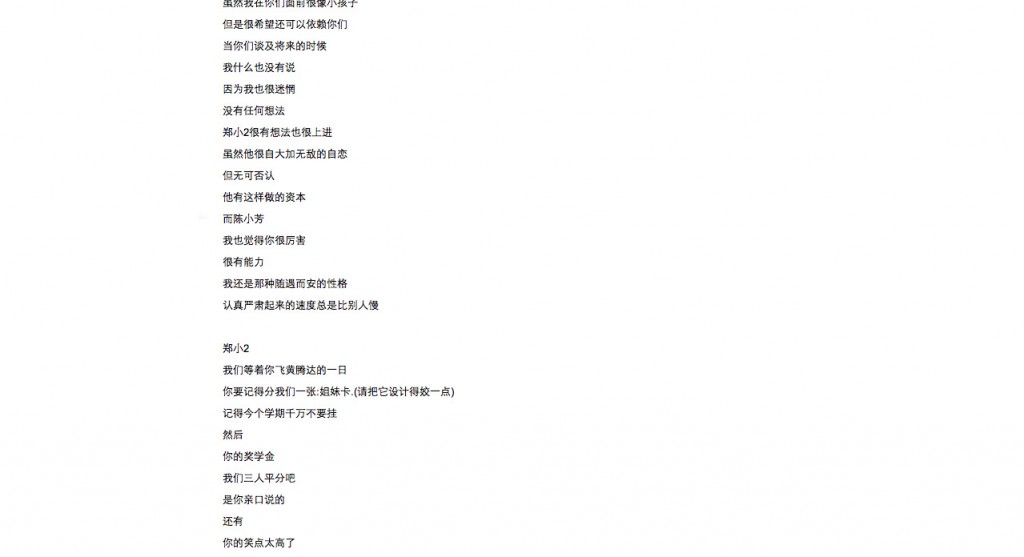 虽然我在你们面前很像小孩子
但是很希望还可以依赖你们
当你们谈及将来的时候
我什么也没有说
因为我也很迷惘
没有任何想法
郑小2很有想法也很上进
虽然他很自大加无敌的自恋
但无可否认
他有这样做的资本
而陈小芳
我也觉得你很厉害
很有能力
我还是那种随遇而安的性格
认真严肃起来的速度总是比别人慢
郑小2
我们等着你飞黄腾达的一日
你要记得分我们一张:姐妹卡.(请把它设计得姣一点)
记得今个学期千万不要挂
然后
你的奖学金
我们三人平分吧
是你亲口说的
还有
你的笑点太高了